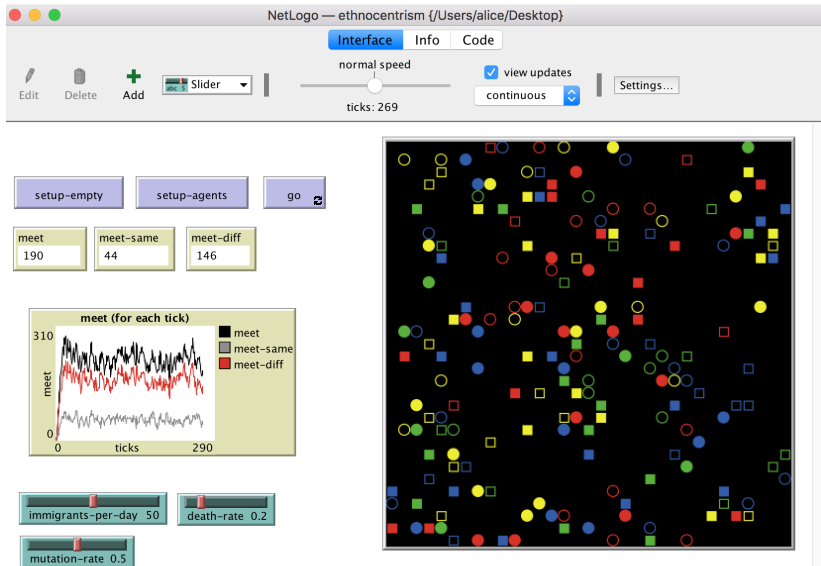 NetLogo — ethnocentrism {/Users/alice/Desktop}
Interface Info Code
normal speed
Edit Delete Add
abc 5 Slider
view updates
continuous
Settings...
ticks: 269
setup-empty setup-agents go
meet meet-same meet-diff
190 44 146
meet (for each tick)
310
meet
0
0 ticks 290
meet
meet-same
meet-diff
immigrants-per-day 50 death-rate 0.2
mutation-rate 0.5